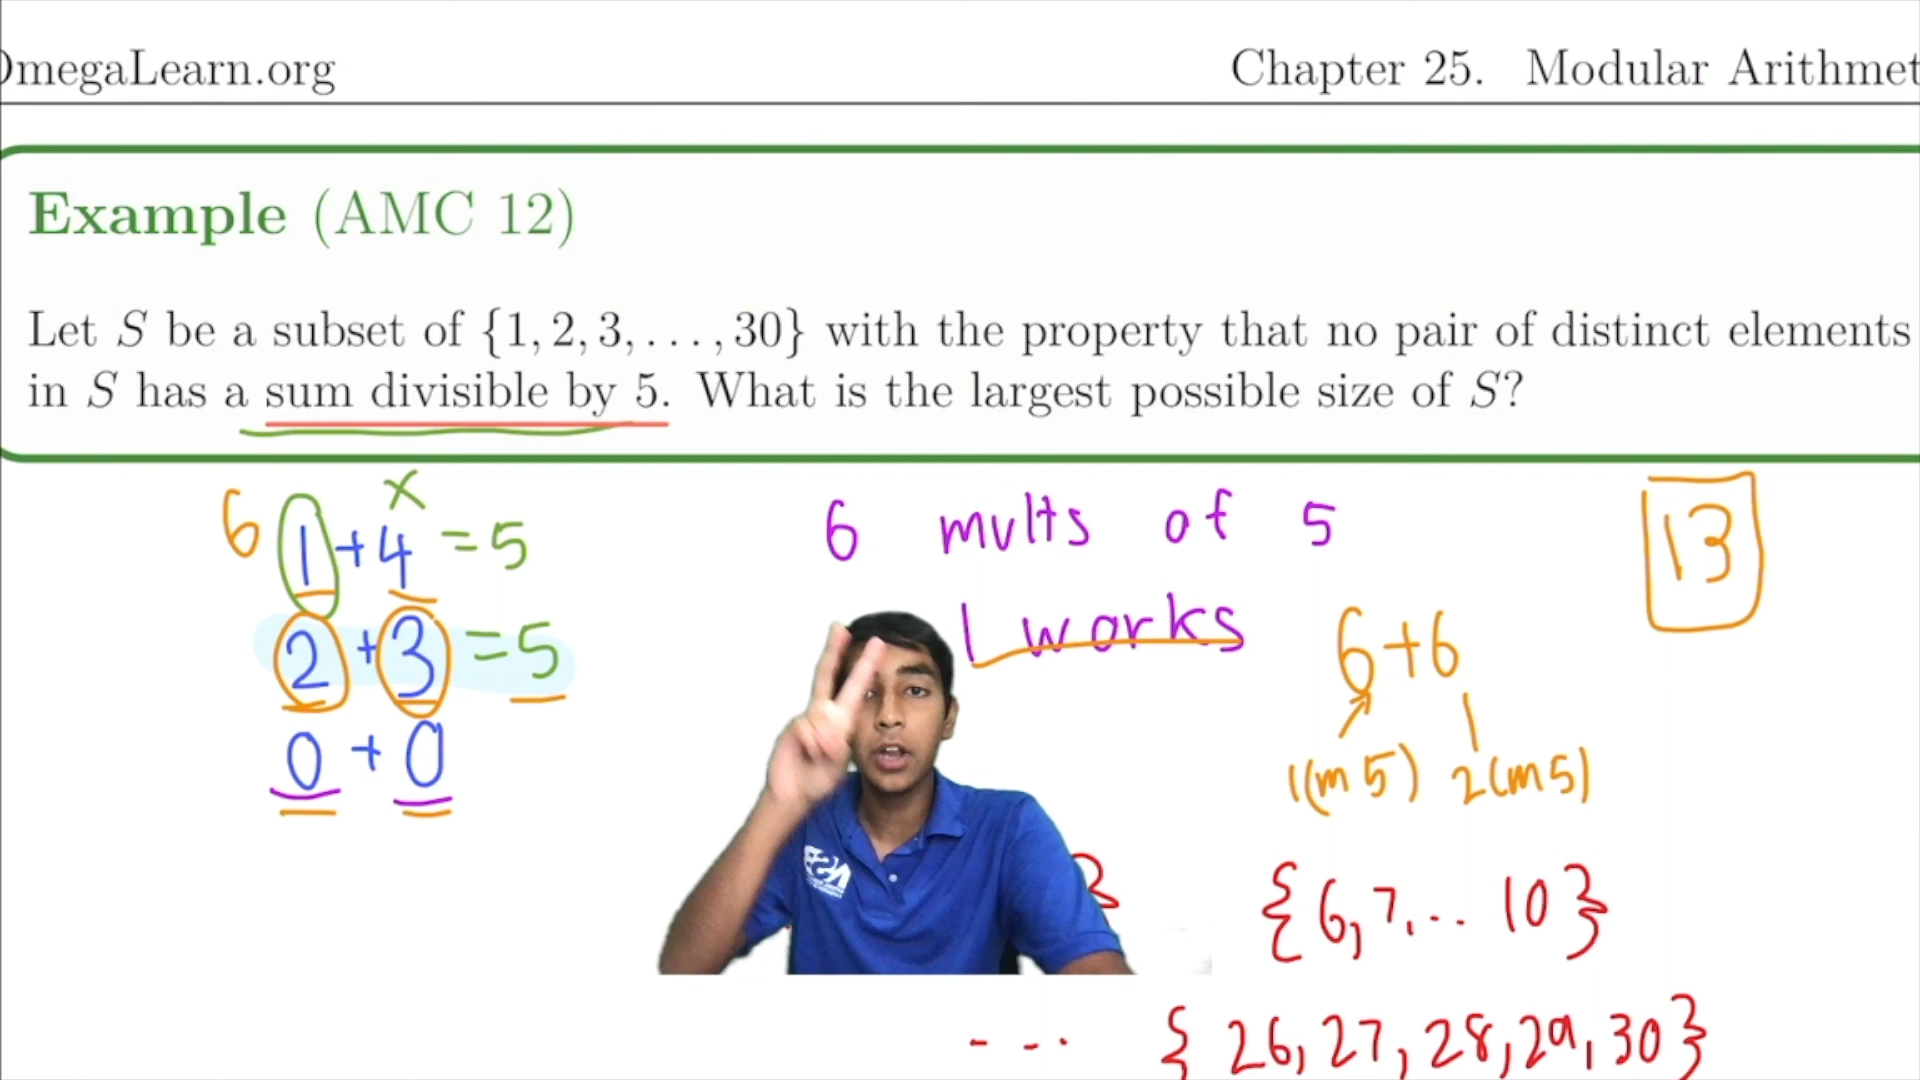 OmegaLearn.org
Chapter 25. Modular Arithmet
Example (AMC 12)
Let S be a subset of {1, 2, 3, . . . , 30} with the property that no pair of distinct elements
in S has a sum divisible by 5. What is the largest possible size of S?
x
6 1 + 4 = 5
2 + 3 = 5
0 + 0
6 mults of 5
1 works
13
6+6
1(m 5) 2(m5)
{6, 7, .. 10}
- - . {26, 27, 28, 29, 30}